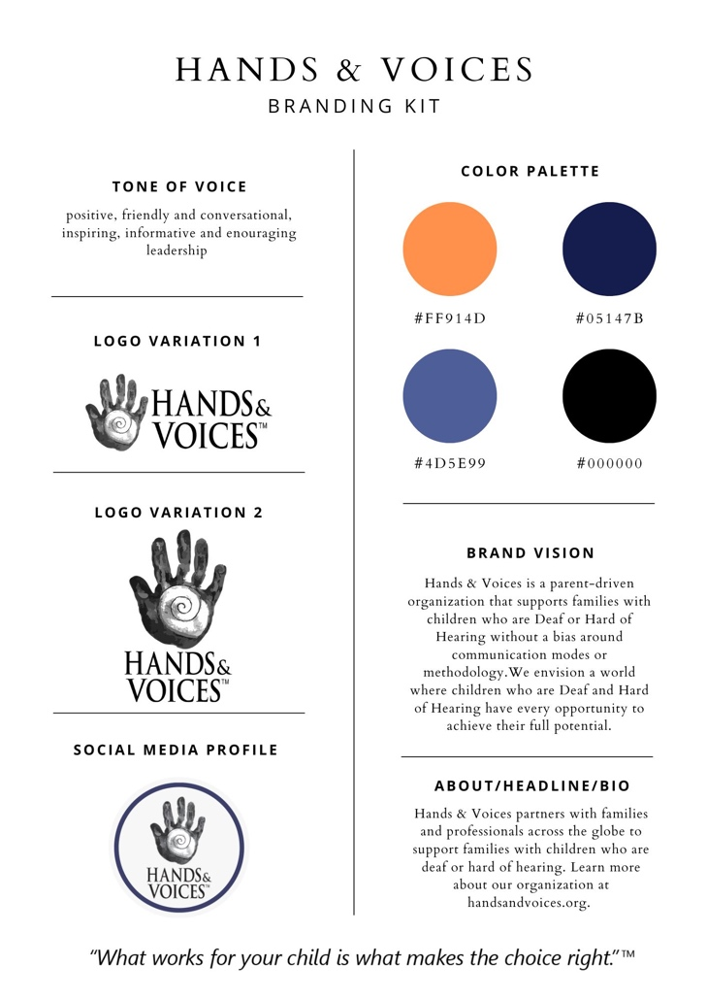 HANDS & VOICES
BRANDING KIT
TONE OF VOICE
positive, friendly and conversational,
inspiring, informative and enouraging
leadership
LOGO VARIATION 1
HANDS&
VOICES™
LOGO VARIATION 2
HANDS&
VOICES™
SOCIAL MEDIA PROFILE
HANDS&
VOICES™
COLOR PALETTE
#FF914D
#05147B
#4D5E99
#000000
BRAND VISION
Hands & Voices is a parent-driven
organization that supports families with
children who are Deaf or Hard of
Hearing without a bias around
communication modes or
methodology.We envision a world
where children who are Deaf and Hard
of Hearing have every opportunity to
achieve their full potential.
ABOUT/HEADLINE/BIO
Hands & Voices partners with families
and professionals across the globe to
support families with children who are
deaf or hard of hearing. Learn more
about our organization at
handsandvoices.org.
“What works for your child is what makes the choice right.”™